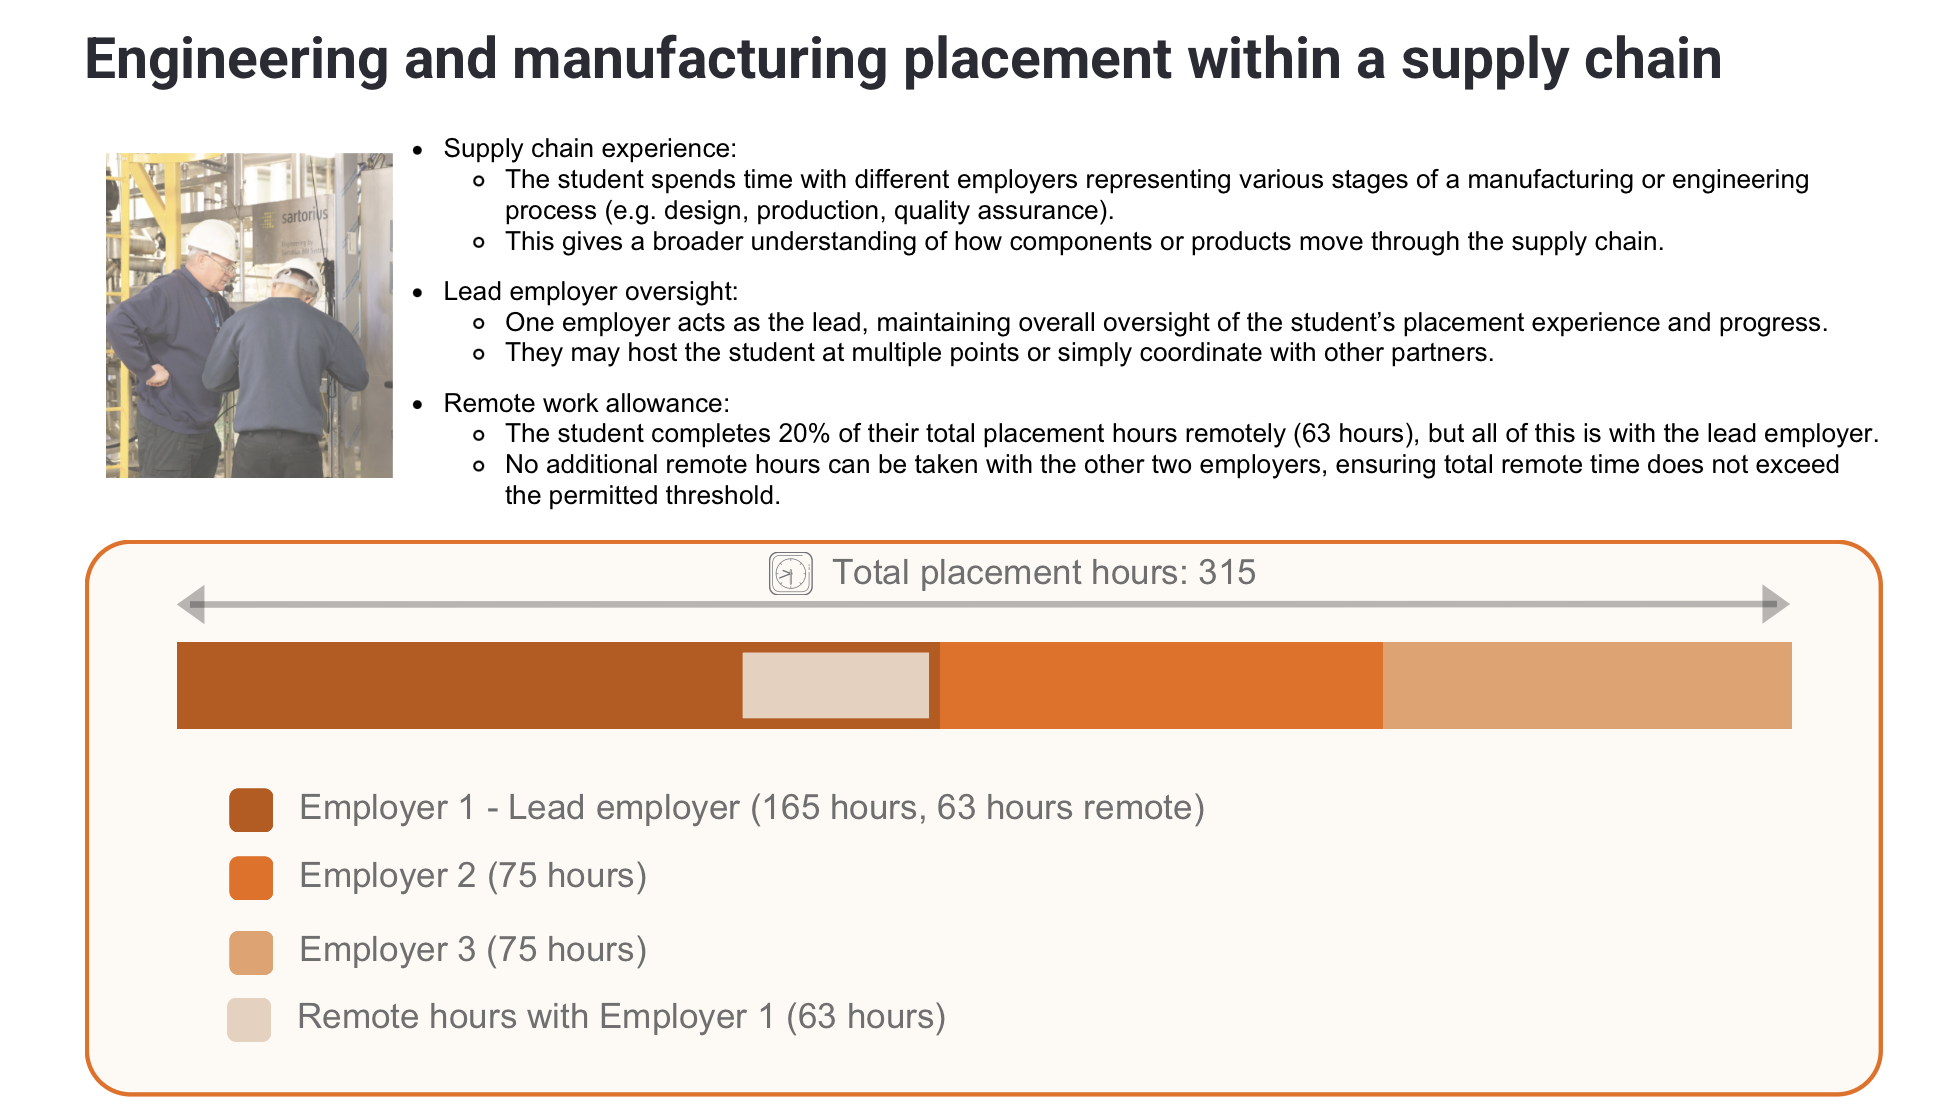 Engineering and manufacturing placement within a supply chain
sartorius
• Supply chain experience:
o The student spends time with different employers representing various stages of a manufacturing or engineering
process (e.g. design, production, quality assurance).
o This gives a broader understanding of how components or products move through the supply chain.
• Lead employer oversight:
o One employer acts as the lead, maintaining overall oversight of the student’s placement experience and progress.
o They may host the student at multiple points or simply coordinate with other partners.
• Remote work allowance:
o The student completes 20% of their total placement hours remotely (63 hours), but all of this is with the lead employer.
o No additional remote hours can be taken with the other two employers, ensuring total remote time does not exceed
the permitted threshold.
Total placement hours: 315
Employer 1 - Lead employer (165 hours, 63 hours remote)
Employer 2 (75 hours)
Employer 3 (75 hours)
Remote hours with Employer 1 (63 hours)